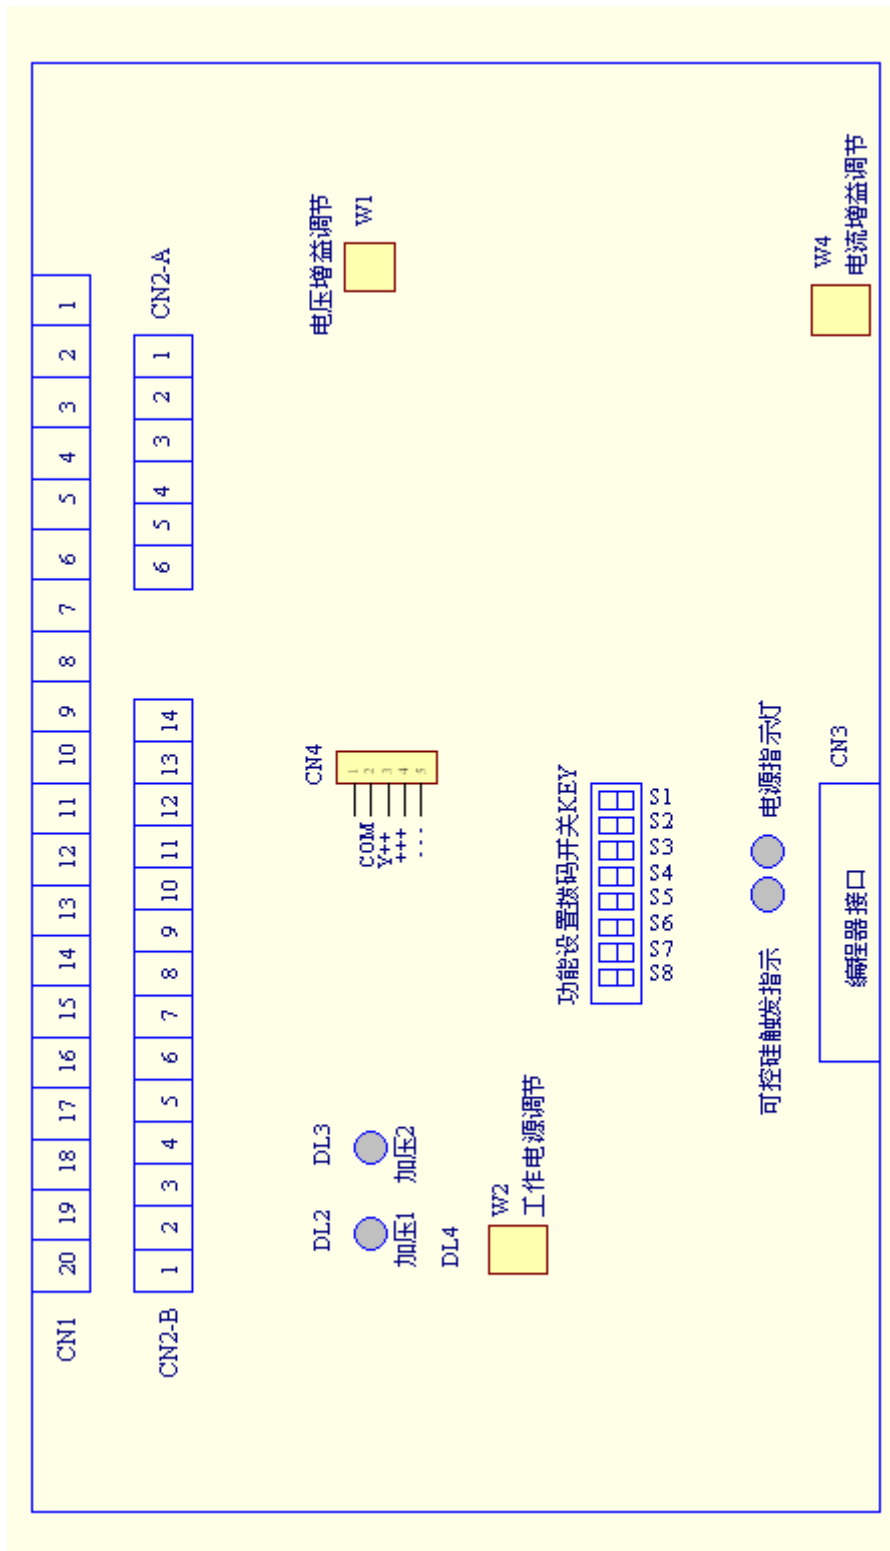 CN1 20 19 18 17 16 15 14 13 12 11 10 9 8 7 6 5 4 3 2 1
CN2-B 1 2 3 4 5 6 7 8 9 10 11 12 13 14
6 5 4 3 2 1 CN2-A
DL2
DL3
加压1
加压2
DL4
CN4
1
2
3
4
5
COM
Y++
+++
---
电压增益调节
W1
W2
工作电源调节
功能设置拨码开关KEY
S8 S7 S6 S5 S4 S3 S2 S1
可控硅触发指示
电源指示灯
W4
电流增益调节
CN3
编程器接口